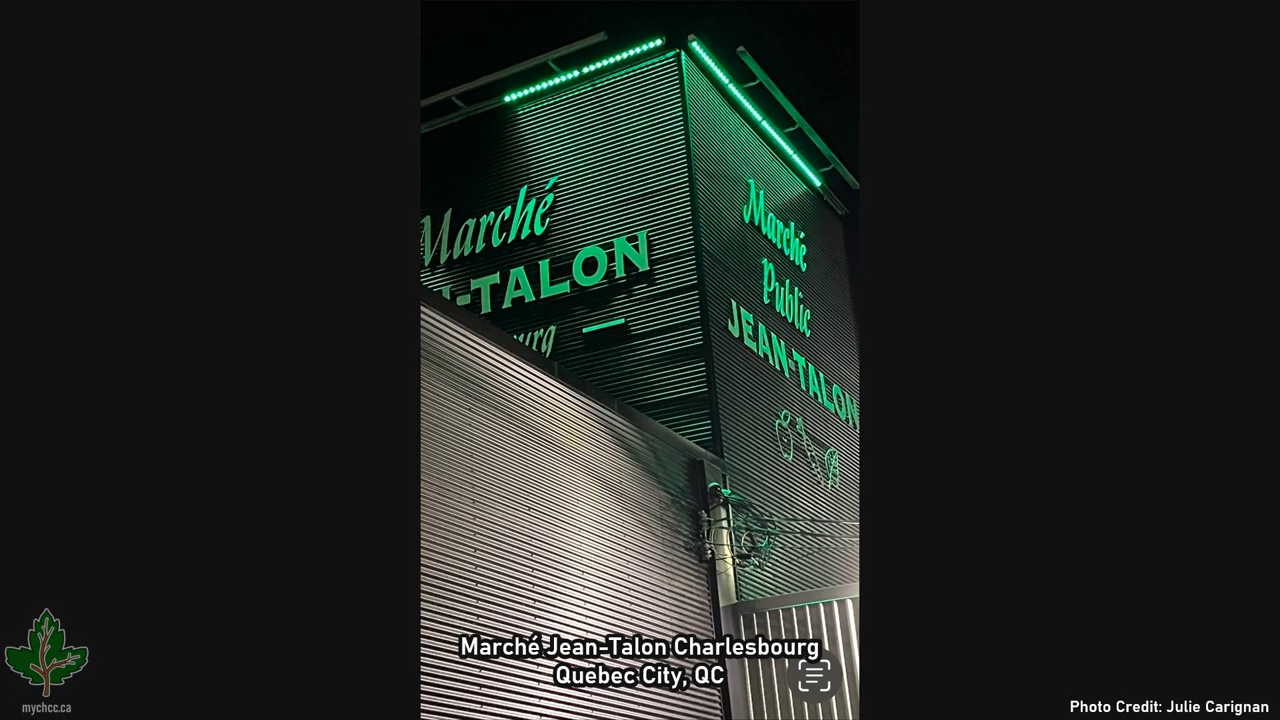 Marché
-TALON
ourg
Marché
Public
JEAN-TALON
Marché Jean-Talon Charlesbourg
Quebec City, QC
mychcc.ca
Photo Credit: Julie Carignan